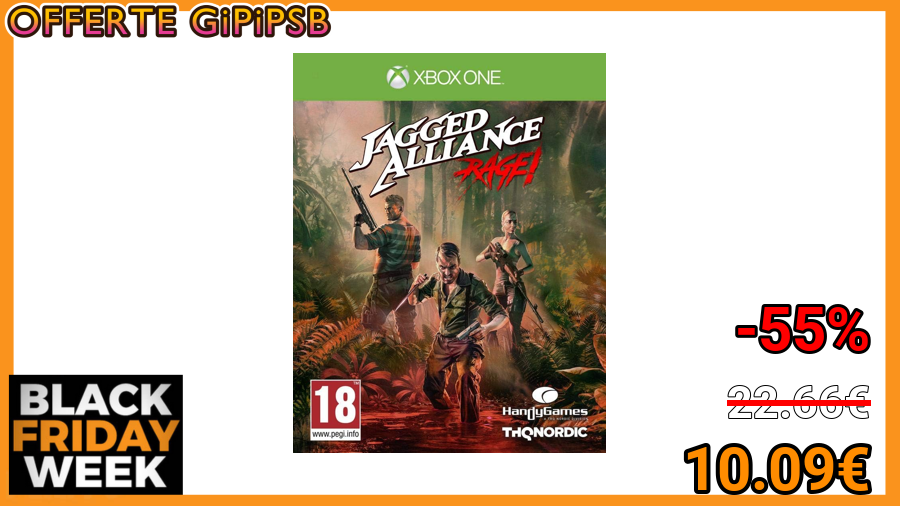 OFFERTE GiPiPSB
XBOX ONE
JAGGED
ALLIANCE
RAGE!
18
www.pegi.info
HandyGames
THQNORDIC
-55%
22.66€
10.09€
BLACK
FRIDAY
WEEK